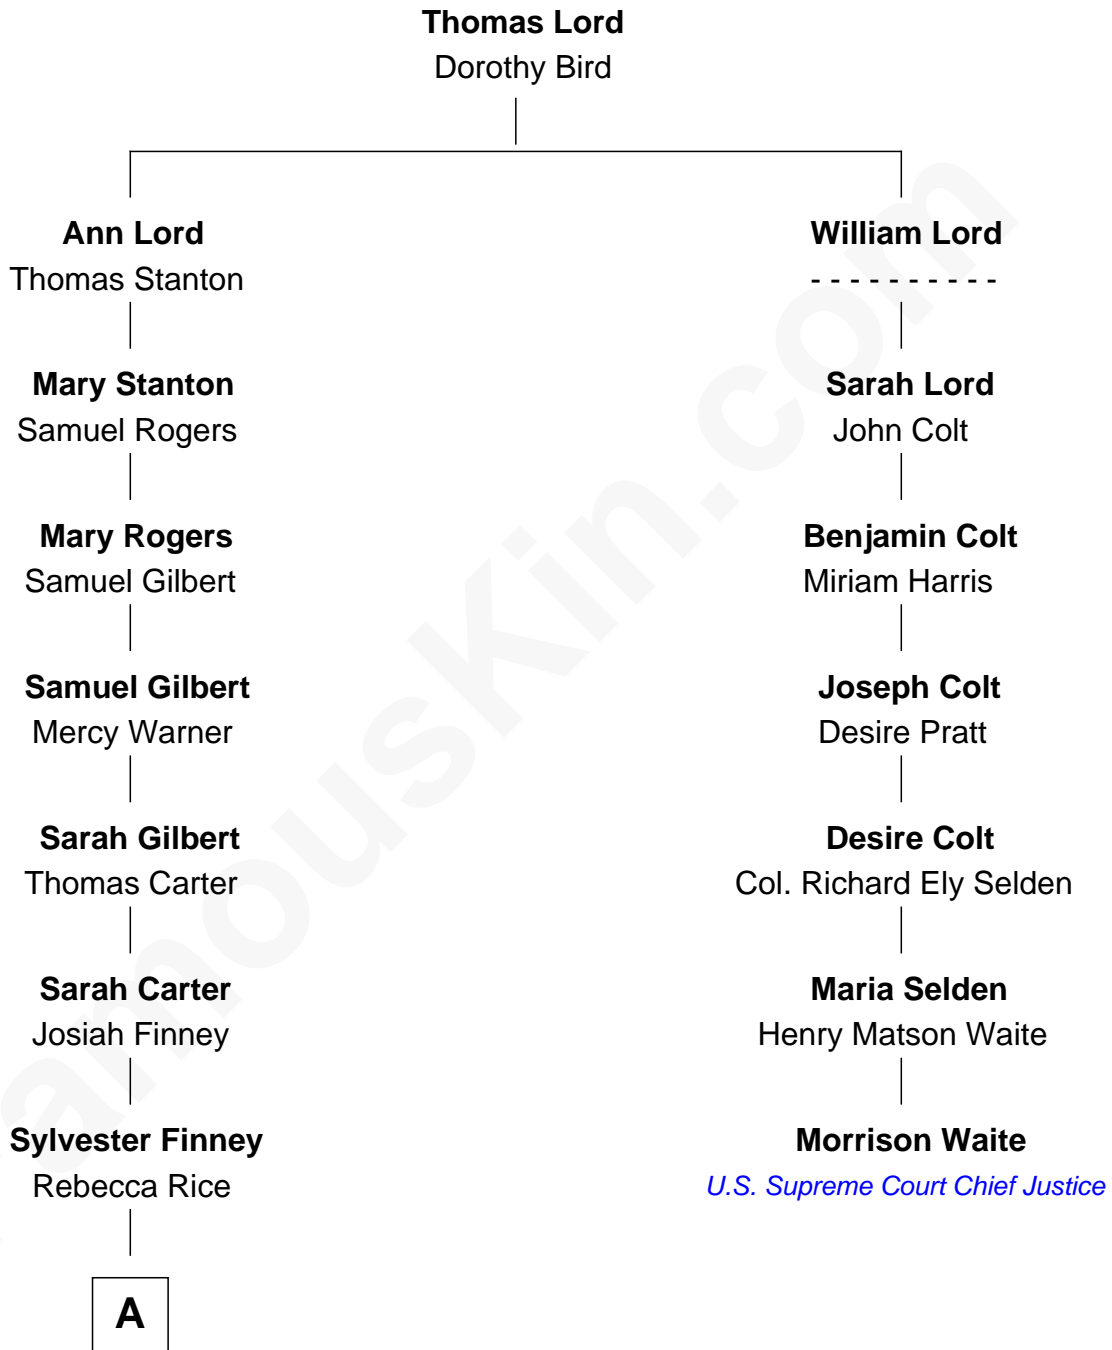 Thomas Lord
Dorothy Bird
Ann Lord
Thomas Stanton
William Lord
- - - - - - - - - -
Mary Stanton
Samuel Rogers
Sarah Lord
John Colt
Mary Rogers
Samuel Gilbert
Benjamin Colt
Miriam Harris
Samuel Gilbert
Mercy Warner
Joseph Colt
Desire Pratt
Sarah Gilbert
Thomas Carter
Desire Colt
Col. Richard Ely Selden
Sarah Carter
Josiah Finney
Maria Selden
Henry Matson Waite
Sylvester Finney
Rebecca Rice
Morrison Waite
U.S. Supreme Court Chief Justice
A
amousKin.com